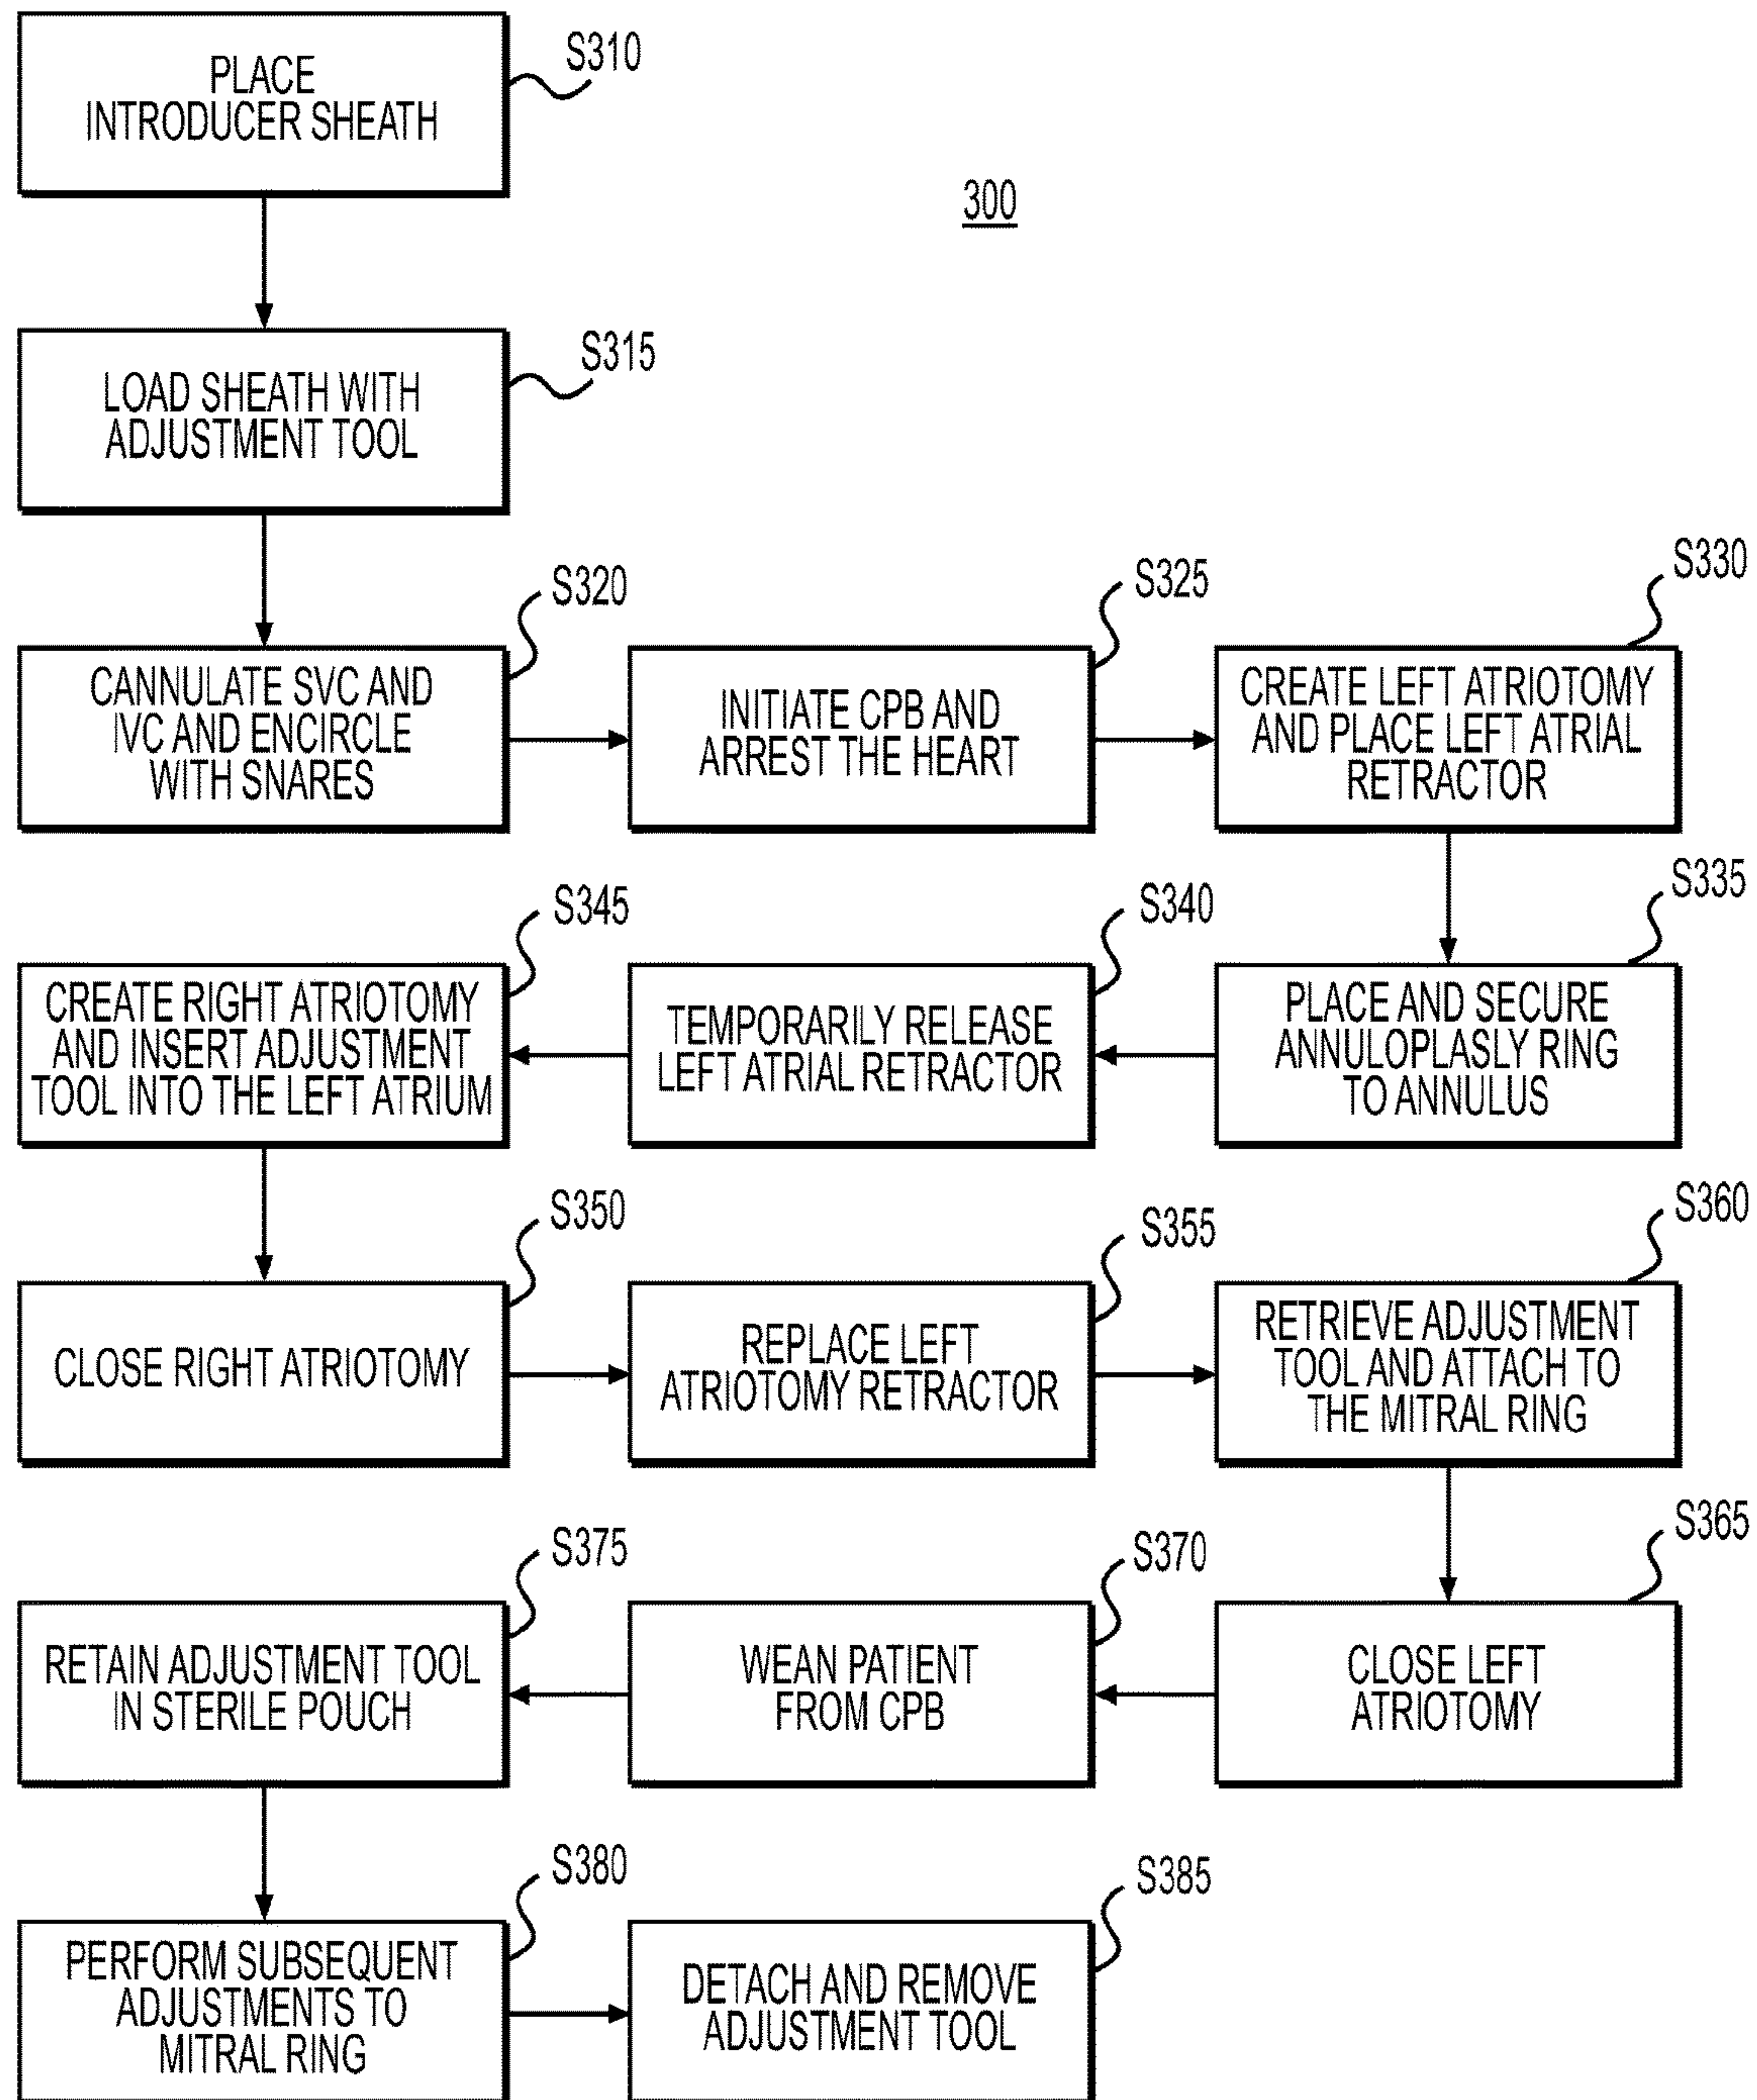 PLACE
INTRODUCER SHEATH
S310
300
LOAD SHEATH WITH
ADJUSTMENT TOOL
S315
CANNULATE SVC AND
IVC AND ENCIRCLE
WITH SNARES
S320
INITIATE CPB AND
ARREST THE HEART
S325
CREATE LEFT ATRIOTOMY
AND PLACE LEFT ATRIAL
RETRACTOR
S330
PLACE AND SECURE
ANNULOPLASLY RING
TO ANNULUS
S335
TEMPORARILY RELEASE
LEFT ATRIAL RETRACTOR
S340
CREATE RIGHT ATRIOTOMY
AND INSERT ADJUSTMENT
TOOL INTO THE LEFT ATRIUM
S345
CLOSE RIGHT ATRIOTOMY
S350
REPLACE LEFT
ATRIOTOMY RETRACTOR
S355
RETRIEVE ADJUSTMENT
TOOL AND ATTACH TO
THE MITRAL RING
S360
CLOSE LEFT
ATRIOTOMY
S365
WEAN PATIENT
FROM CPB
S370
RETAIN ADJUSTMENT TOOL
IN STERILE POUCH
S375
PERFORM SUBSEQUENT
ADJUSTMENTS TO
MITRAL RING
S380
DETACH AND REMOVE
ADJUSTMENT TOOL
S385